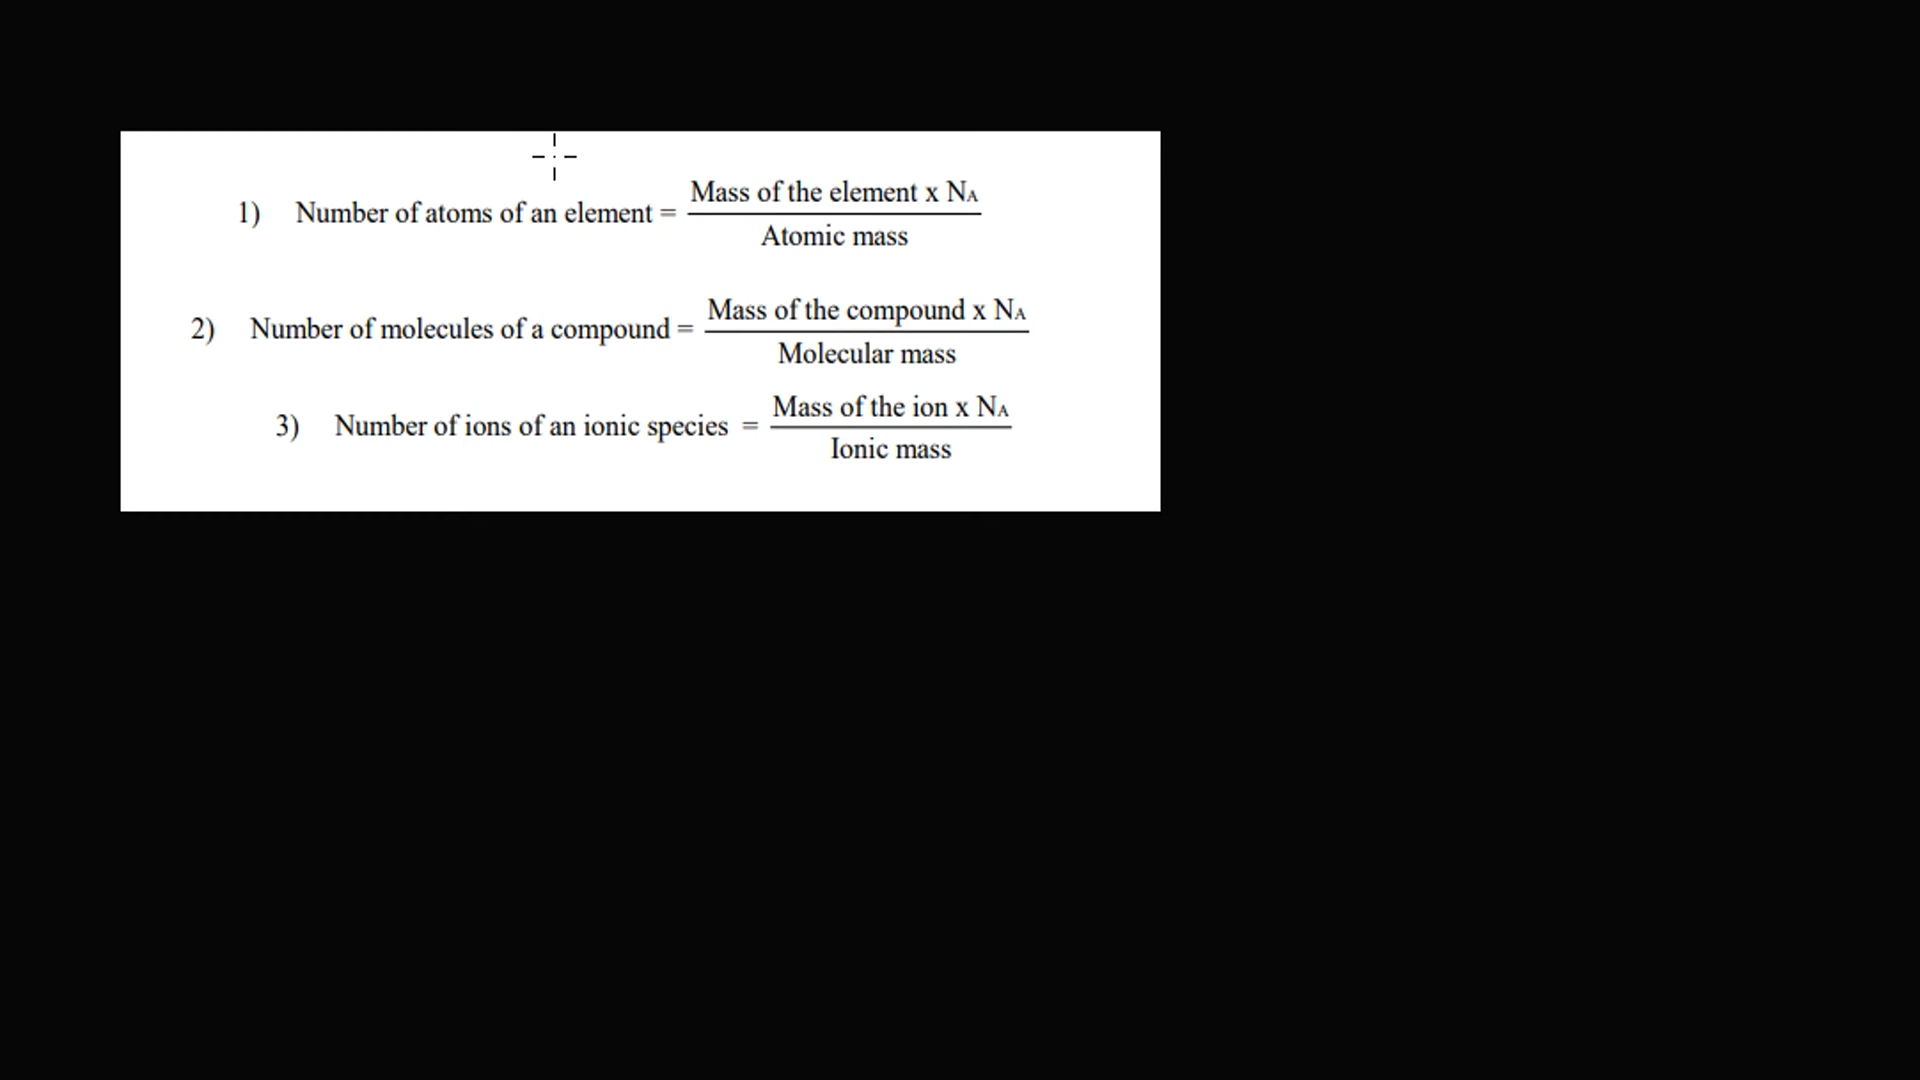 1) Number of atoms of an element = Mass of the element x NA / Atomic mass
2) Number of molecules of a compound = Mass of the compound x NA / Molecular mass
3) Number of ions of an ionic species = Mass of the ion x NA / Ionic mass